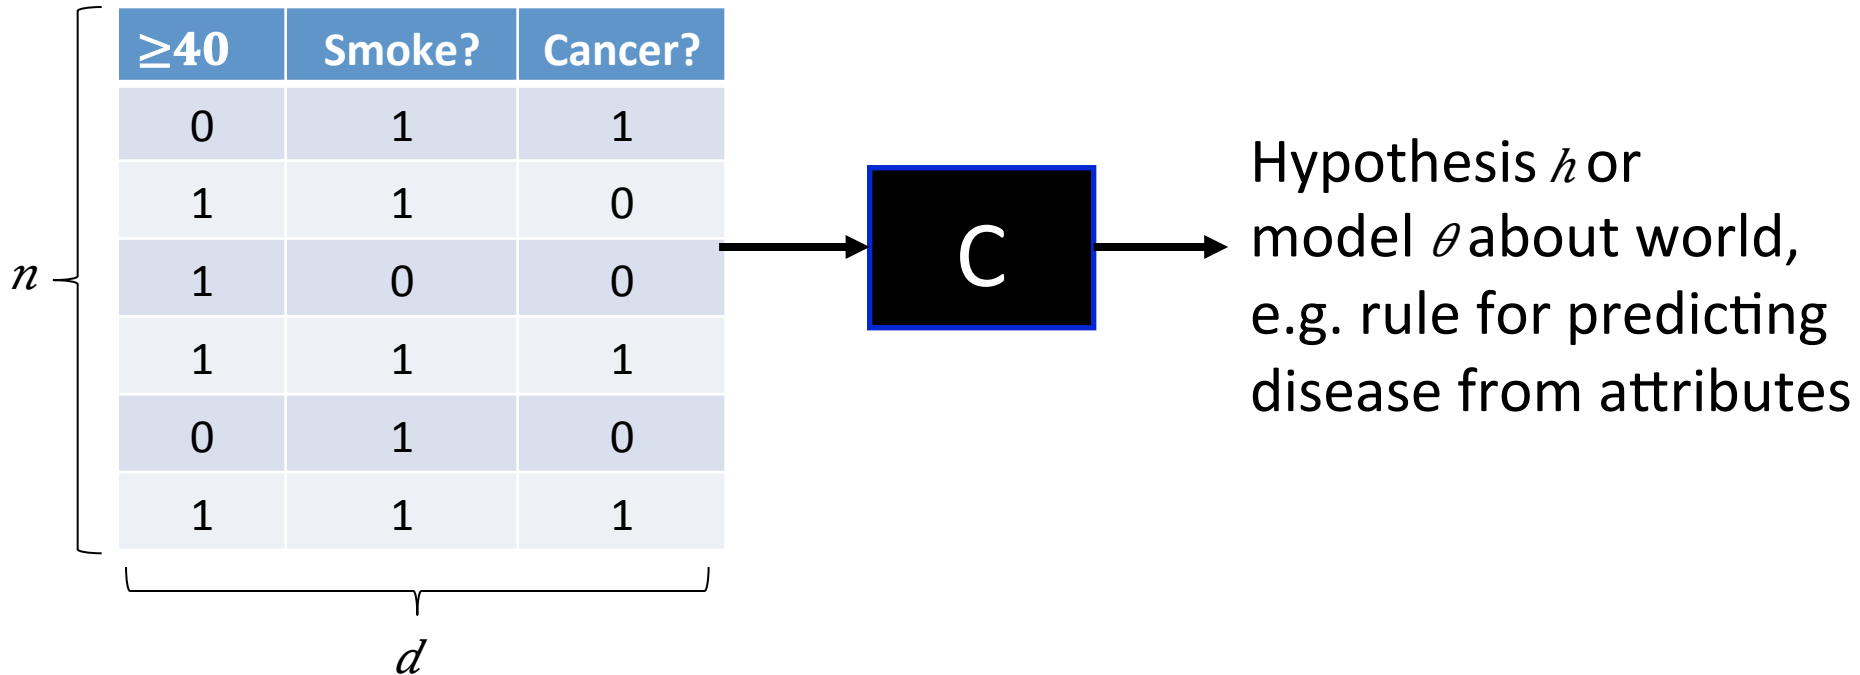 ≥40 Smoke? Cancer?
0 1 1
1 1 0
1 0 0
1 1 1
0 1 0
1 1 1
n
d
C
Hypothesis h or
model θ about world,
e.g. rule for predicting
disease from attributes